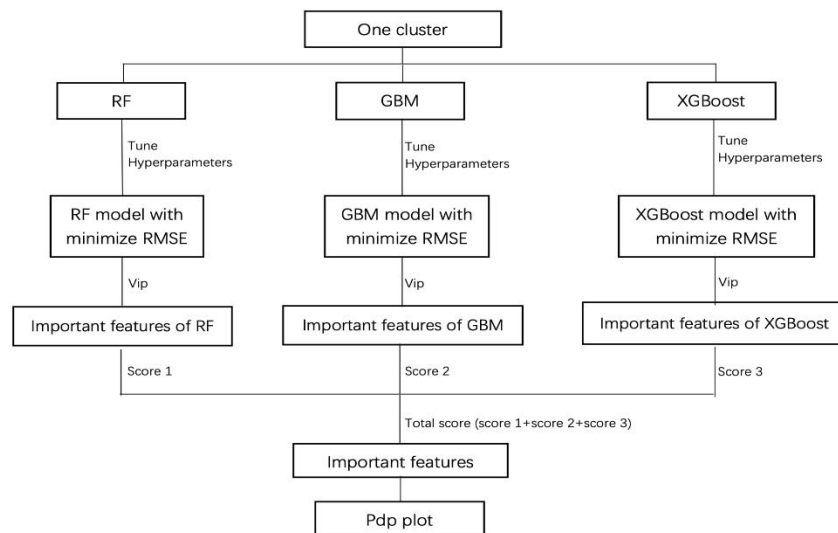 One cluster
RF
GBM
XGBoost
Tune
Hyperparameters
Tune
Hyperparameters
Tune
Hyperparameters
RF model with
minimize RMSE
GBM model with
minimize RMSE
XGBoost model with
minimize RMSE
Vip
Vip
Vip
Important features of RF
Important features of GBM
Important features of XGBoost
Score 1
Score 2
Score 3
Total score (score 1+score 2+score 3)
Important features
Pdp plot